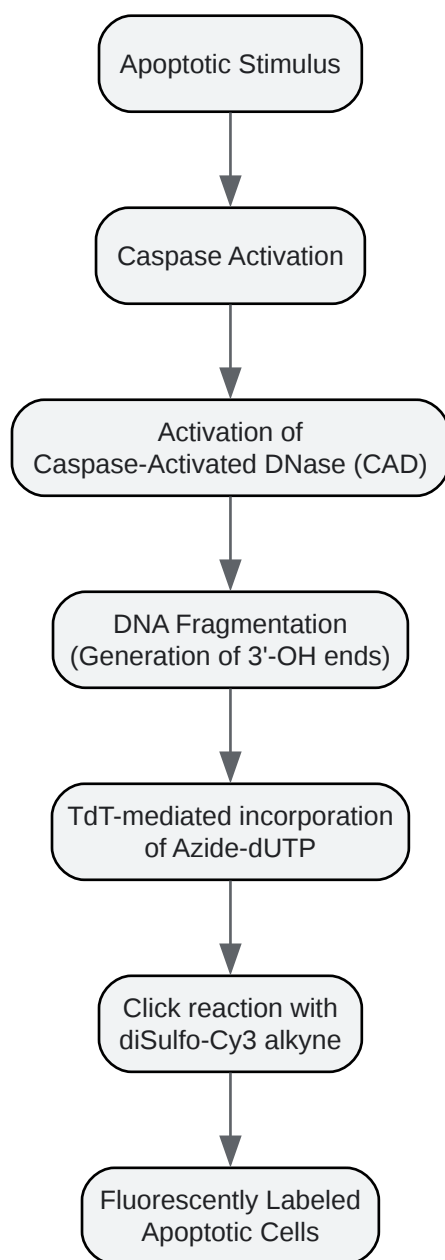 Apoptotic Stimulus
Caspase Activation
Activation of
Caspase-Activated DNase (CAD)
DNA Fragmentation
(Generation of 3'-OH ends)
TdT-mediated incorporation
of Azide-dUTP
Click reaction with
diSulfo-Cy3 alkyne
Fluorescently Labeled
Apoptotic Cells